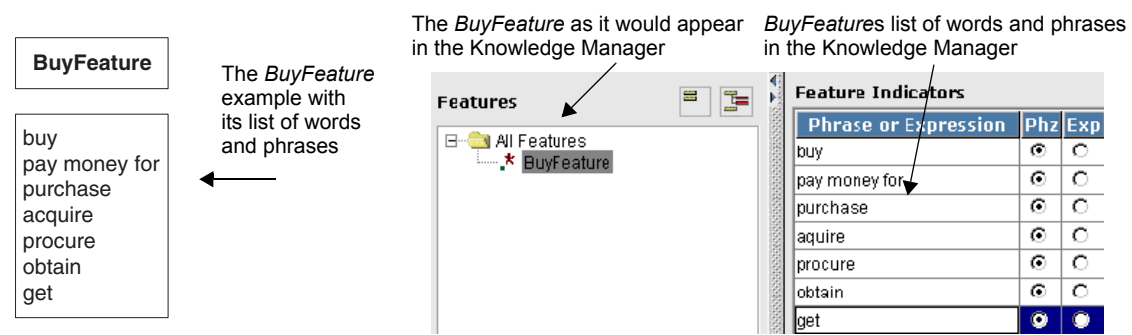 BuyFeature
buy
pay money for
purchase
acquire
procure
obtain
get
The BuyFeature
example with
its list of words
and phrases
The BuyFeature as it would appear
in the Knowledge Manager
Features
All Features
BuyFeature
BuyFeatures list of words and phrases
in the Knowledge Manager
Feature Indicators
Phrase or Expression Phz Exp
buy
pay money for
purchase
aquire
procure
obtain
get